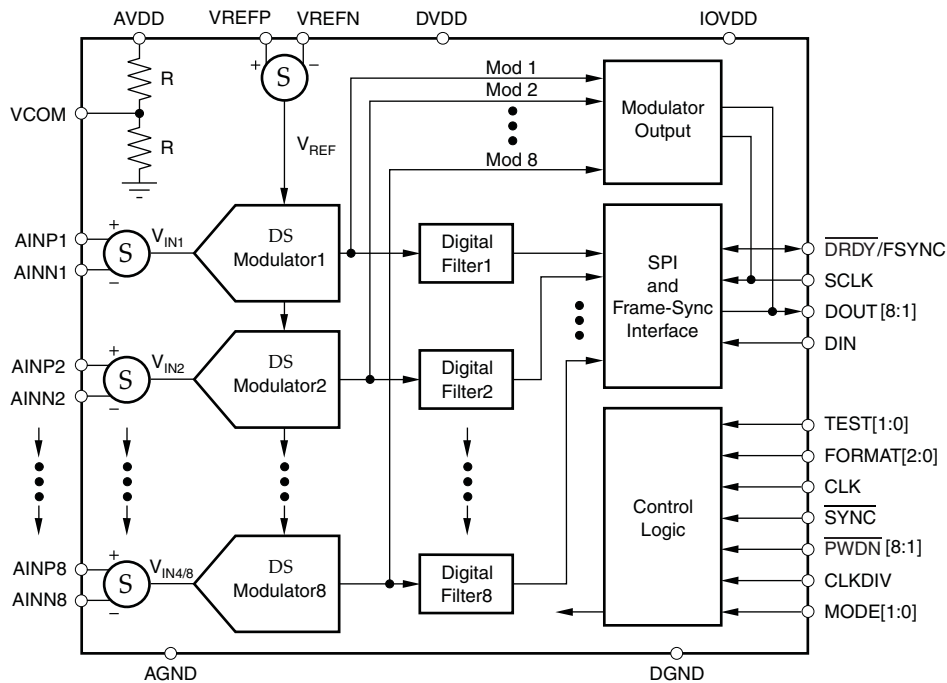 AVDD
VREFP
VREFN
DVDD
IOVDD
R
VCOM
R
+
S
−
VREF
Mod 1
Mod 2
Mod 8
Modulator
Output
AINP1
AINN1
+
S
−
VIN1
DS
Modulator1
Digital
Filter1
SPI
and
Frame-Sync
Interface
DRDY/FSYNC
SCLK
DOUT[8:1]
DIN
AINP2
AINN2
+
S
−
VIN2
DS
Modulator2
Digital
Filter2
TEST[1:0]
FORMAT[2:0]
CLK
SYNC
PWDN[8:1]
CLKDIV
MODE[1:0]
Control
Logic
AINP8
AINN8
+
S
−
VIN4/8
DS
Modulator8
Digital
Filter8
AGND
DGND